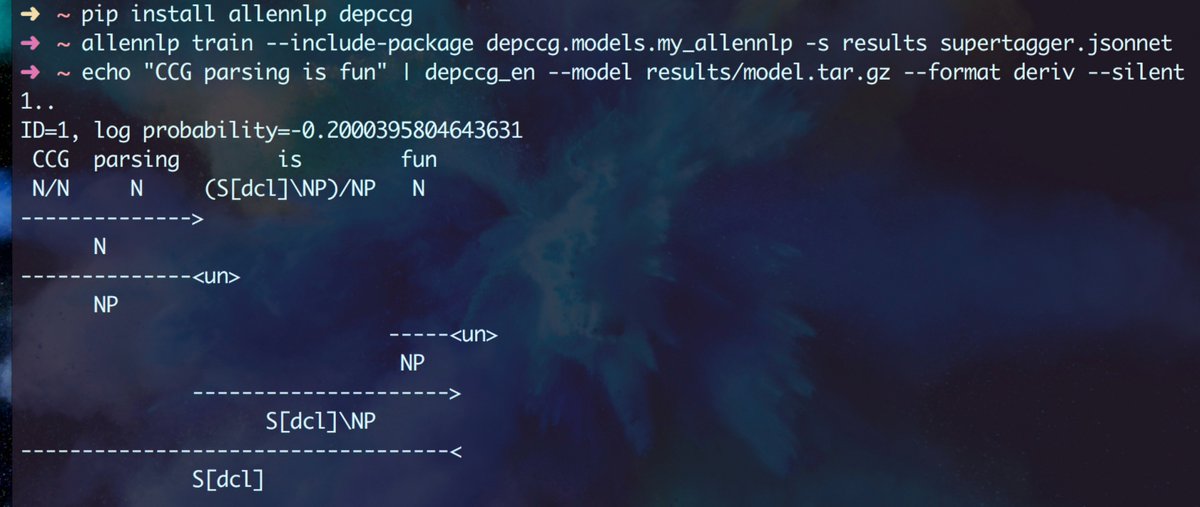 ➜ ~ pip install allennlp depccg
➜ ~ allennlp train --include-package depccg.models.my_allennlp -s results supertagger.jsonnet
➜ ~ echo "CCG parsing is fun" | depccg_en --model results/model.tar.gz --format deriv --silent
1..
ID=1, log probability=-0.2000395804643631
 CCG  parsing        is        fun
 N/N     N     (S[dcl]\NP)/NP   N
-------------->
      N
--------------<un>
      NP
                              -----<un>
                               NP
              --------------------->
                    S[dcl]\NP
-----------------------------------<
              S[dcl]